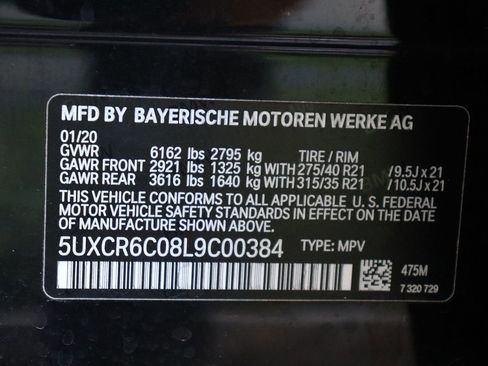 MFD BY BAYERISCHE MOTOREN WERKE AG
01/20
GVWR 6162 lbs 2795 kg TIRE / RIM
GAWR FRONT 2921 lbs 1325 kg WITH 275/40 R21 / 9.5J x 21
GAWR REAR 3616 lbs 1640 kg WITH 315/35 R21 / 10.5J x 21
THIS VEHICLE CONFORMS TO ALL APPLICABLE U. S. FEDERAL
MOTOR VEHICLE SAFETY STANDARDS IN EFFECT ON THE DATE
OF MANUFACTURE SHOWN ABOVE.
5UXCR6C08L9C00384 TYPE: MPV
475M
7 320 729